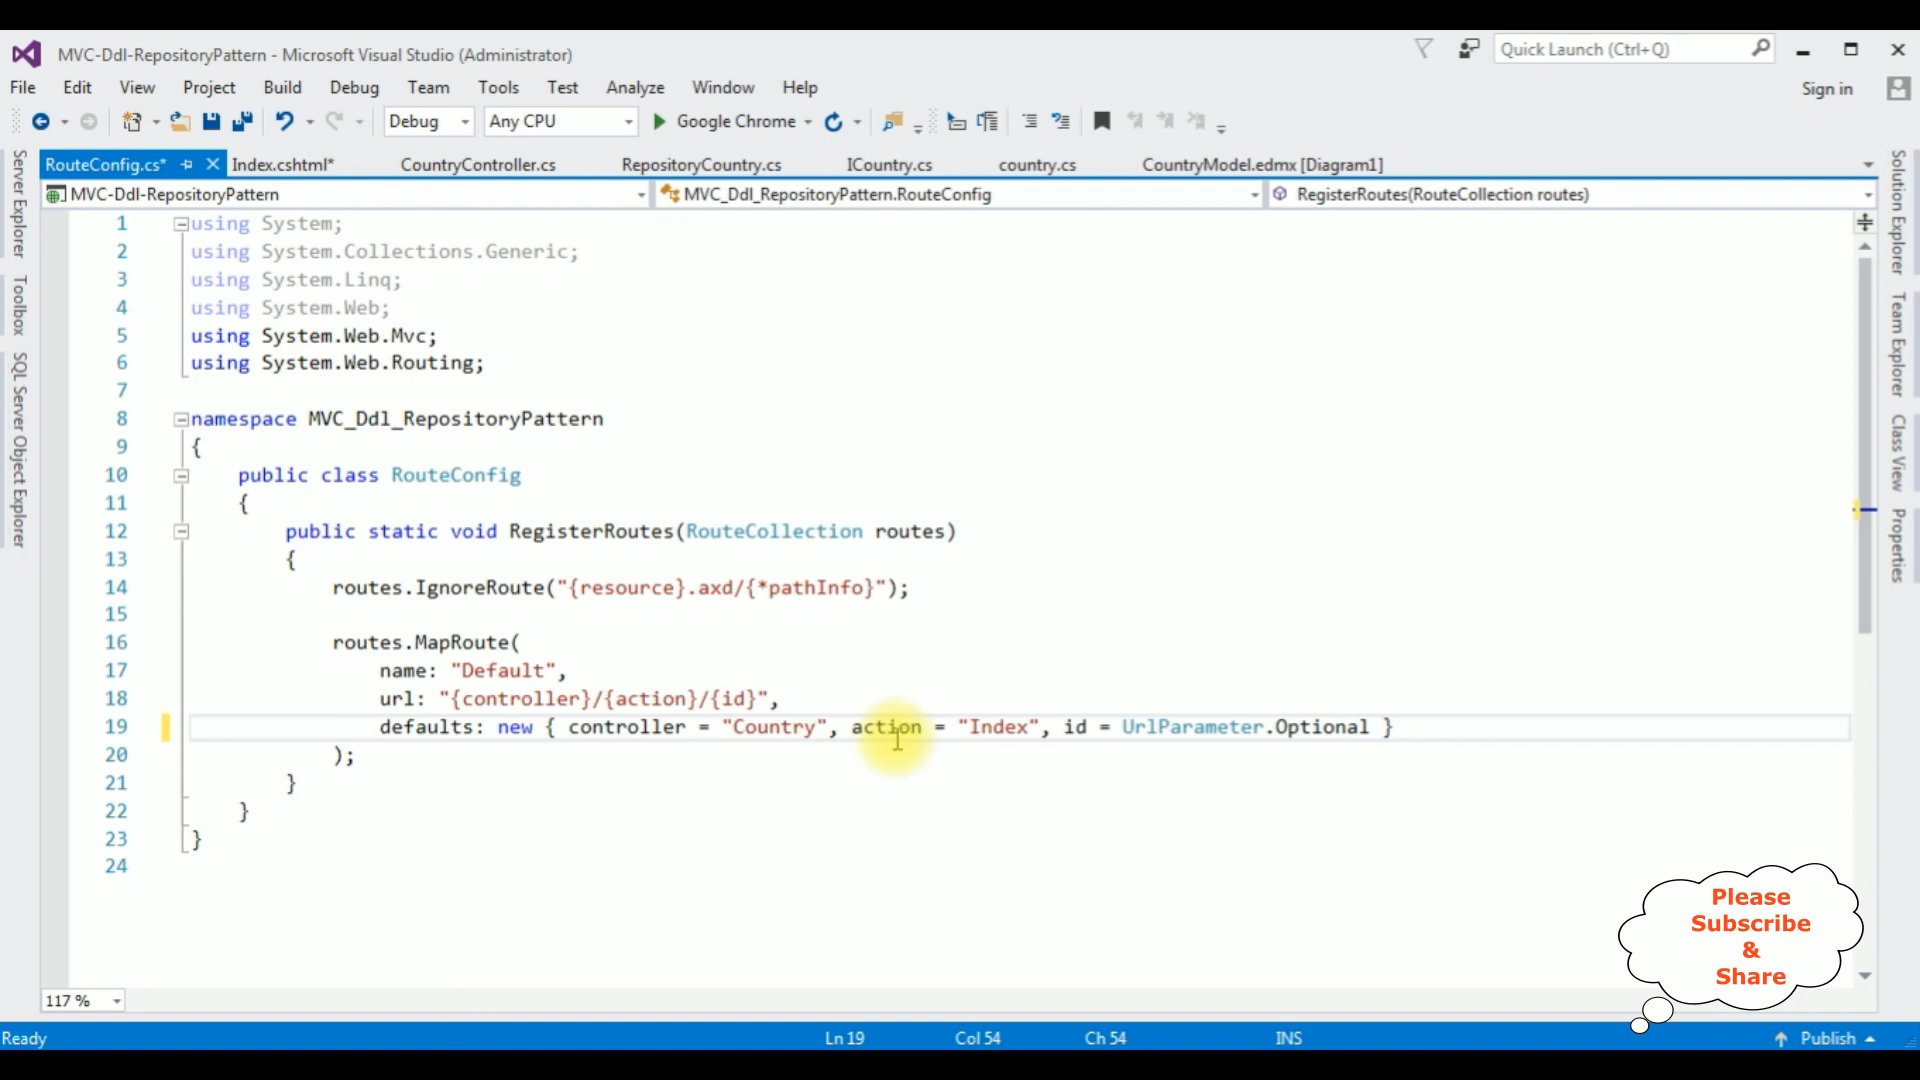 MVC-Ddl-RepositoryPattern - Microsoft Visual Studio (Administrator)
Quick Launch (Ctrl+Q)
File Edit View Project Build Debug Team Tools Test Analyze Window Help
Sign in
Debug Any CPU Google Chrome
RouteConfig.cs* Index.cshtml* CountryController.cs RepositoryCountry.cs ICountry.cs country.cs CountryModel.edmx [Diagram1]
MVC-Ddl-RepositoryPattern MVC_Ddl_RepositoryPattern.RouteConfig RegisterRoutes(RouteCollection routes)
Server Explorer
Toolbox
SQL Server Object Explorer
1 using System;
2 using System.Collections.Generic;
3 using System.Linq;
4 using System.Web;
5 using System.Web.Mvc;
6 using System.Web.Routing;
7
8 namespace MVC_Ddl_RepositoryPattern
9 {
10 public class RouteConfig
11 {
12 public static void RegisterRoutes(RouteCollection routes)
13 {
14 routes.IgnoreRoute("{resource}.axd/{*pathInfo}");
15
16 routes.MapRoute(
17 name: "Default",
18 url: "{controller}/{action}/{id}",
19 defaults: new { controller = "Country", action = "Index", id = UrlParameter.Optional }
20 );
21 }
22 }
23 }
24
Solution Explorer
Team Explorer
Class View
Properties
Please
Subscribe
&
Share
117 %
Ready Ln 19 Col 54 Ch 54 INS Publish